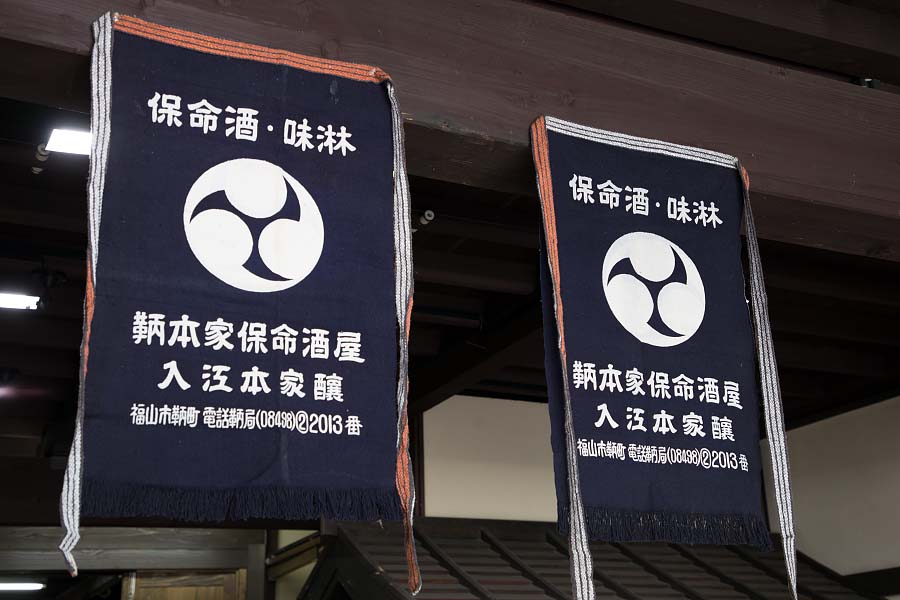 保命酒・味淋
鞆本家保命酒屋
入江本家醸
福山市鞆町 電話鞆局(08498)②2013番
保命酒・味淋
鞆本家保命酒屋
入江本家醸
福山市鞆町 電話鞆局(08498)②2013番